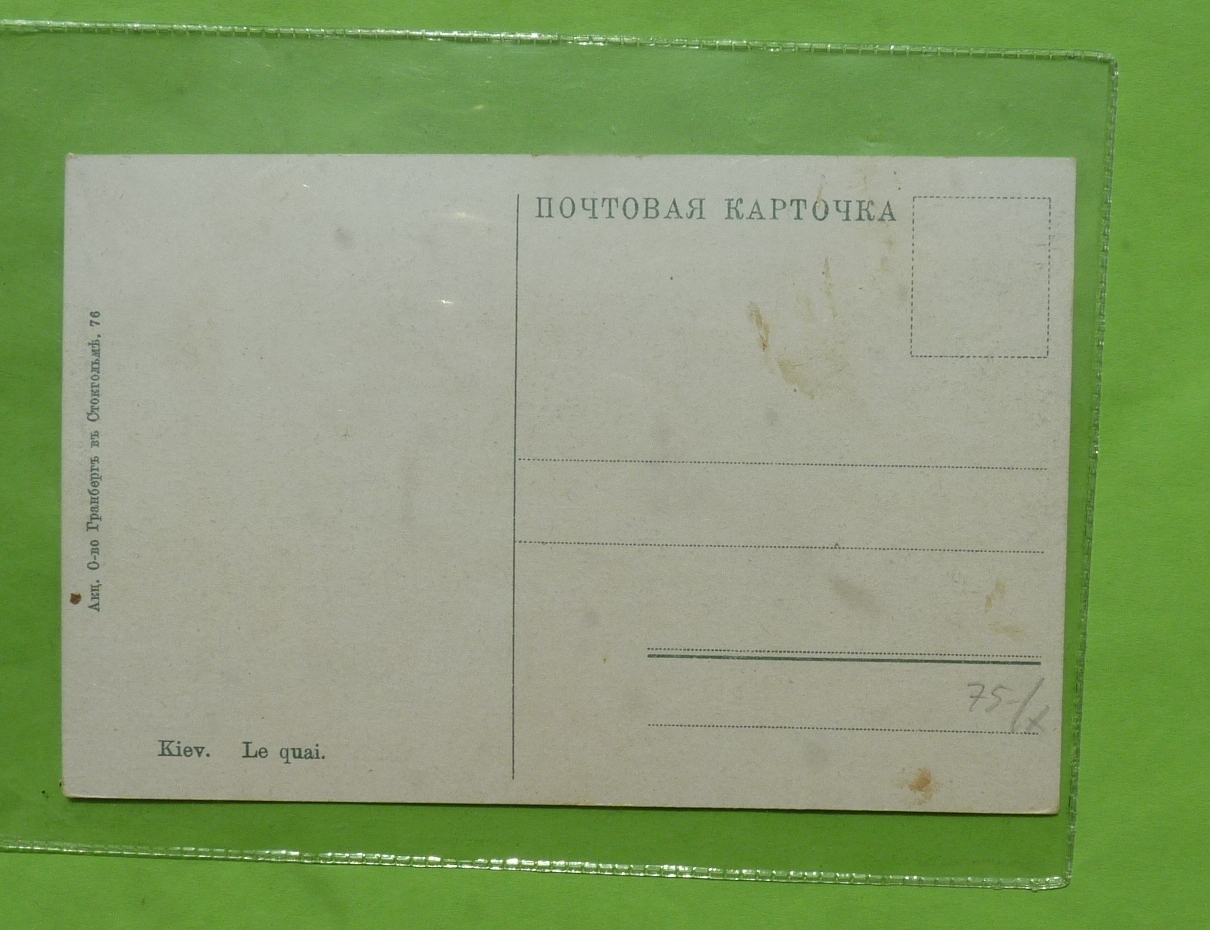 ПОЧТОВАЯ КАРТОЧКА
Акц. О-во Гранбергъ въ Стокгольмѣ. 76
Kiev. Le quai.
75-/x